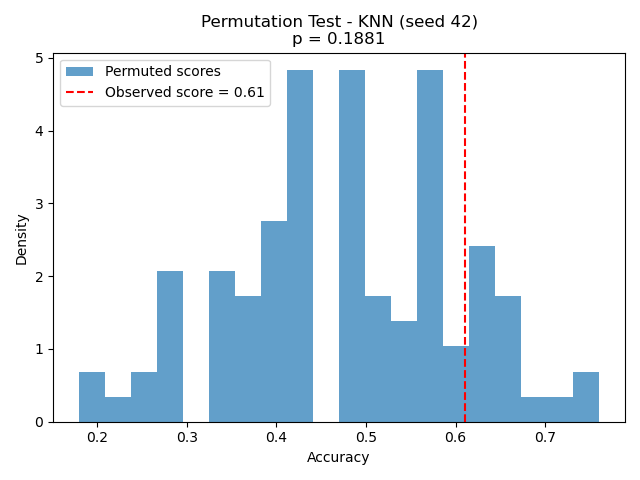 Permutation Test - KNN (seed 42)
p = 0.1881
Permuted scores
Observed score = 0.61
Density
5
4
3
2
1
0
0.2 0.3 0.4 0.5 0.6 0.7
Accuracy